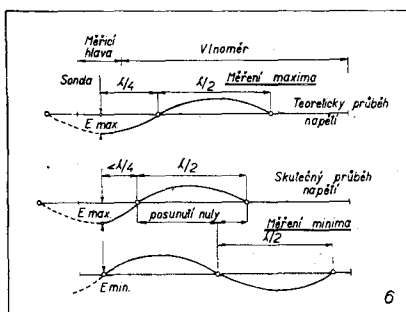 Měřicí
hlava
Vlnoměr
Sonda
λ/4
λ/2
Měření maxima
Teoreticky průběh
napětí
E max.
<λ/4
λ/2
Skutečný průběh
napětí
E max.
posunutí nuly
Měření minima
λ/2
E min.
6